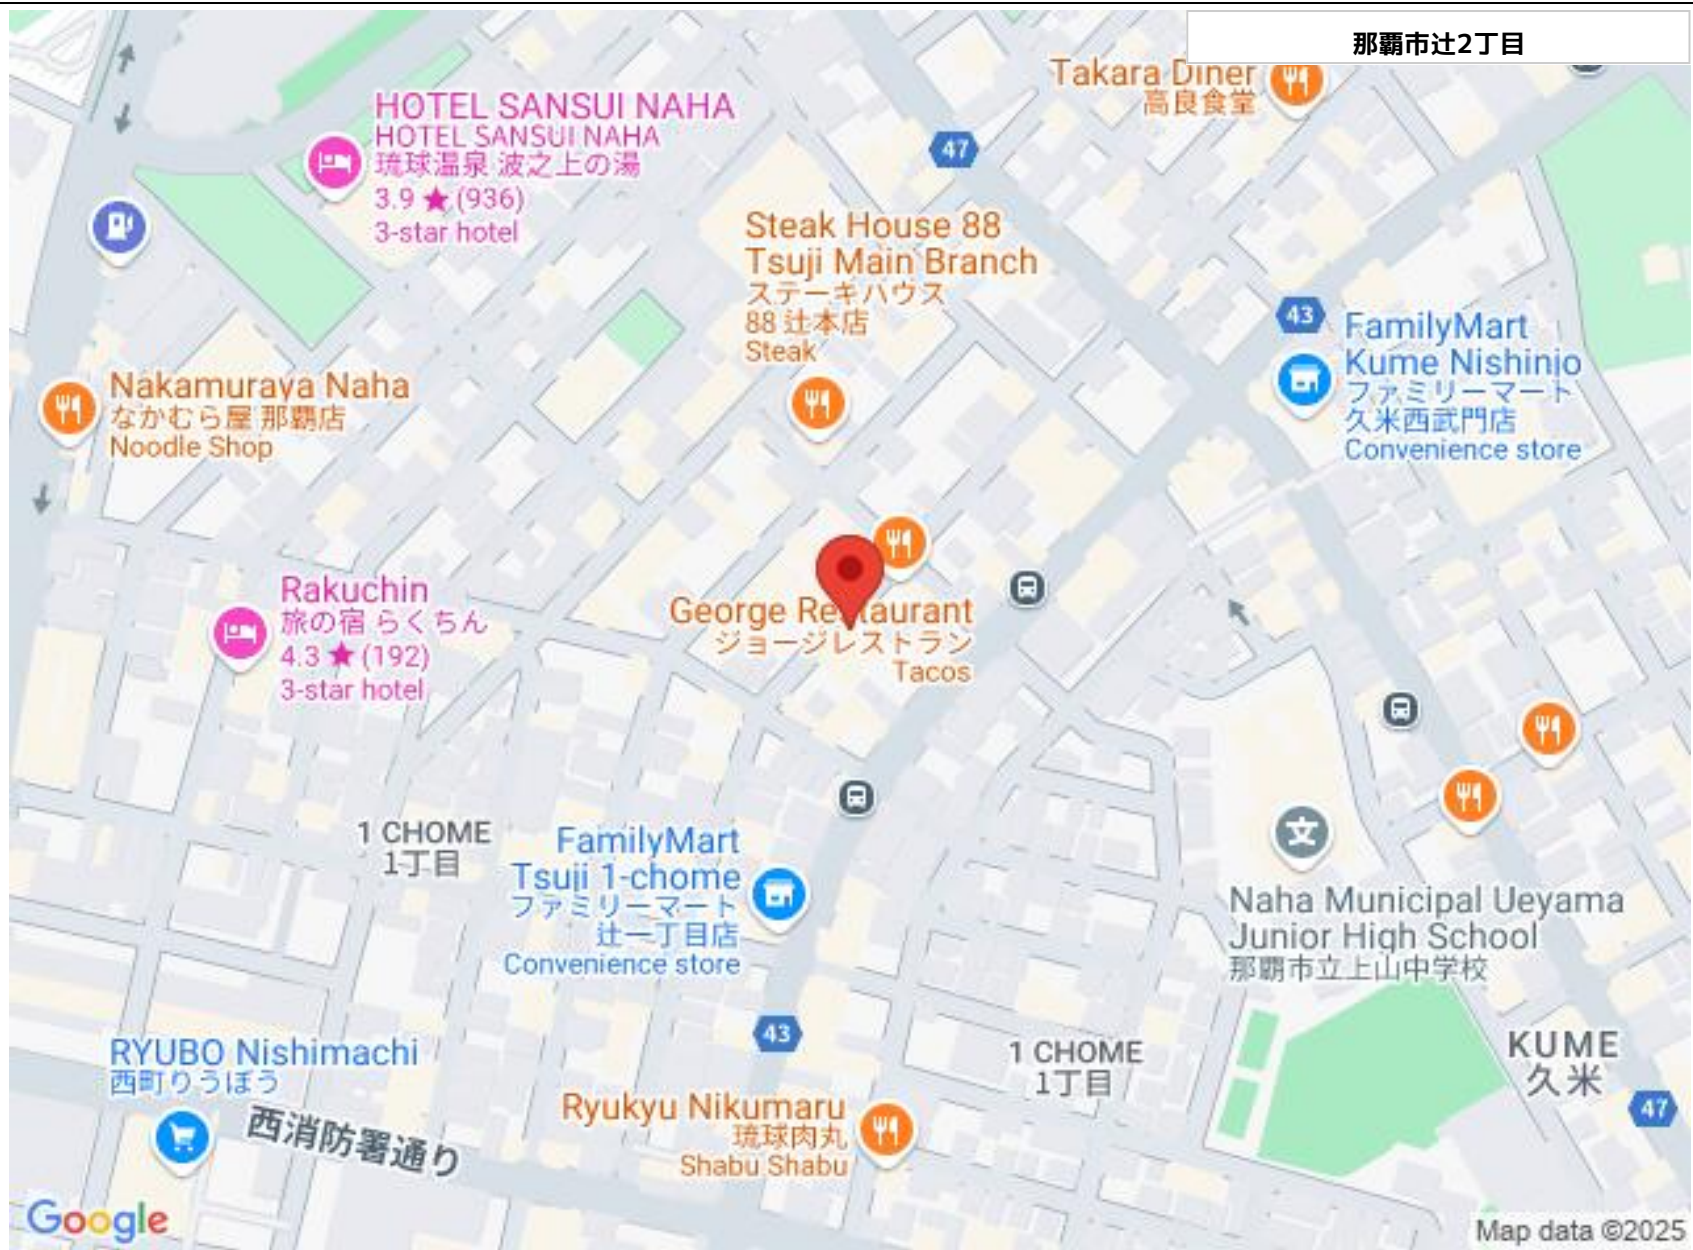 那覇市辻2丁目
Takara Diner
高良食堂
HOTEL SANSUI NAHA
HOTEL SANSUI NAHA
琉球温泉 波之上の湯
3.9 ★ (936)
3-star hotel
47
Steak House 88
Tsuji Main Branch
ステーキハウス
88 辻本店
Steak
43
FamilyMart
Kume Nishinjo
ファミリーマート
久米西武門店
Convenience store
Nakamuraya Naha
なかむら屋 那覇店
Noodle Shop
Rakuchin
旅の宿 らくちん
4.3 ★ (192)
3-star hotel
George Restaurant
ジョージレストラン
Tacos
1 CHOME
1丁目
FamilyMart
Tsuji 1-chome
ファミリーマート
辻一丁目店
Convenience store
文
Naha Municipal Ueyama
Junior High School
那覇市立上山中学校
43
RYUBO Nishimachi
西町りうぼう
西消防署通り
1 CHOME
1丁目
KUME
久米
47
Ryukyu Nikumaru
琉球肉丸
Shabu Shabu
Google
Map data ©2025